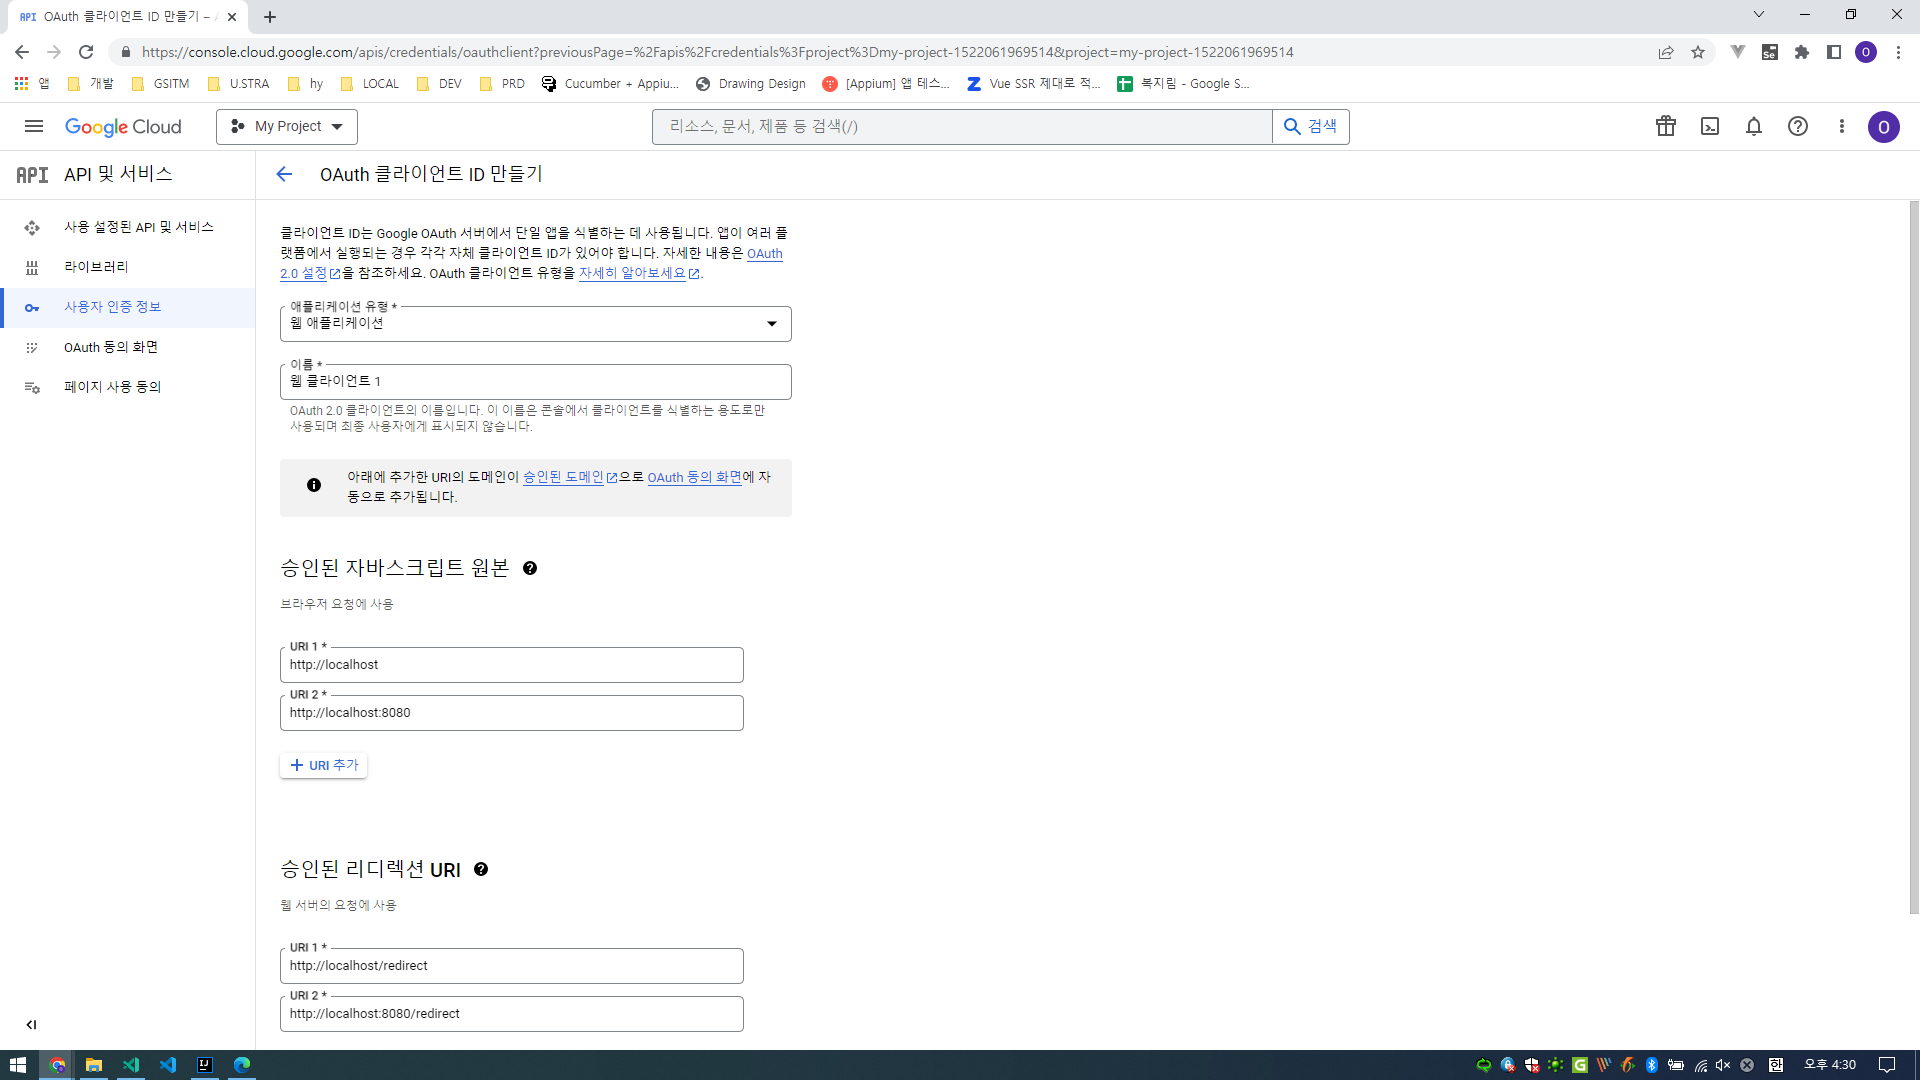 API OAuth 클라이언트 ID 만들기 –
https://console.cloud.google.com/apis/credentials/oauthclient?previousPage=%2Fapis%2Fcredentials%3Fproject%3Dmy-project-1522061969514&project=my-project-1522061969514
Se
O
앱 개발 GSITM U.STRA hy LOCAL DEV PRD Cucumber + Appiu... Drawing Design [Appium] 앱 테스... Vue SSR 제대로 적... 복지림 - Google S...
Google Cloud My Project 리소스, 문서, 제품 등 검색(/) 검색 O
API API 및 서비스
OAuth 클라이언트 ID 만들기
사용 설정된 API 및 서비스
라이브러리
사용자 인증 정보
OAuth 동의 화면
페이지 사용 동의
클라이언트 ID는 Google OAuth 서버에서 단일 앱을 식별하는 데 사용됩니다. 앱이 여러 플
랫폼에서 실행되는 경우 각각 자체 클라이언트 ID가 있어야 합니다. 자세한 내용은 OAuth
2.0 설정을 참조하세요. OAuth 클라이언트 유형을 자세히 알아보세요.
애플리케이션 유형 *
웹 애플리케이션
이름 *
웹 클라이언트 1
OAuth 2.0 클라이언트의 이름입니다. 이 이름은 콘솔에서 클라이언트를 식별하는 용도로만
사용되며 최종 사용자에게 표시되지 않습니다.
아래에 추가한 URI의 도메인이 승인된 도메인으로 OAuth 동의 화면에 자
동으로 추가됩니다.
승인된 자바스크립트 원본
브라우저 요청에 사용
URI 1 *
http://localhost
URI 2 *
http://localhost:8080
URI 추가
승인된 리디렉션 URI
웹 서버의 요청에 사용
URI 1 *
http://localhost/redirect
URI 2 *
http://localhost:8080/redirect
한 오후 4:30